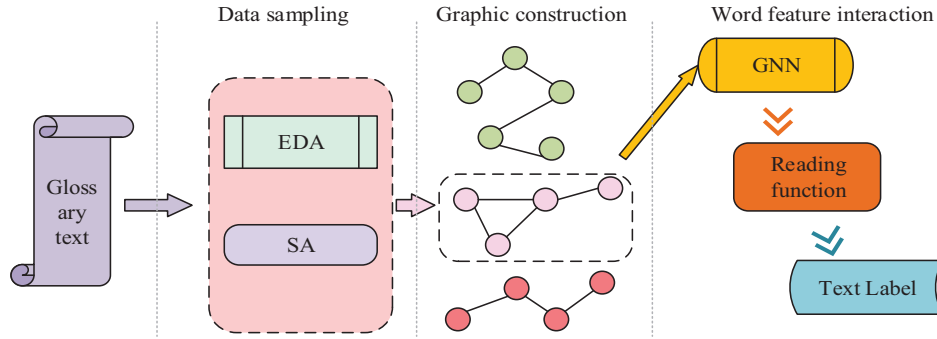 Data sampling
Graphic construction
Word feature interaction
Gloss
ary
text
EDA
SA
GNN
Reading
function
Text Label